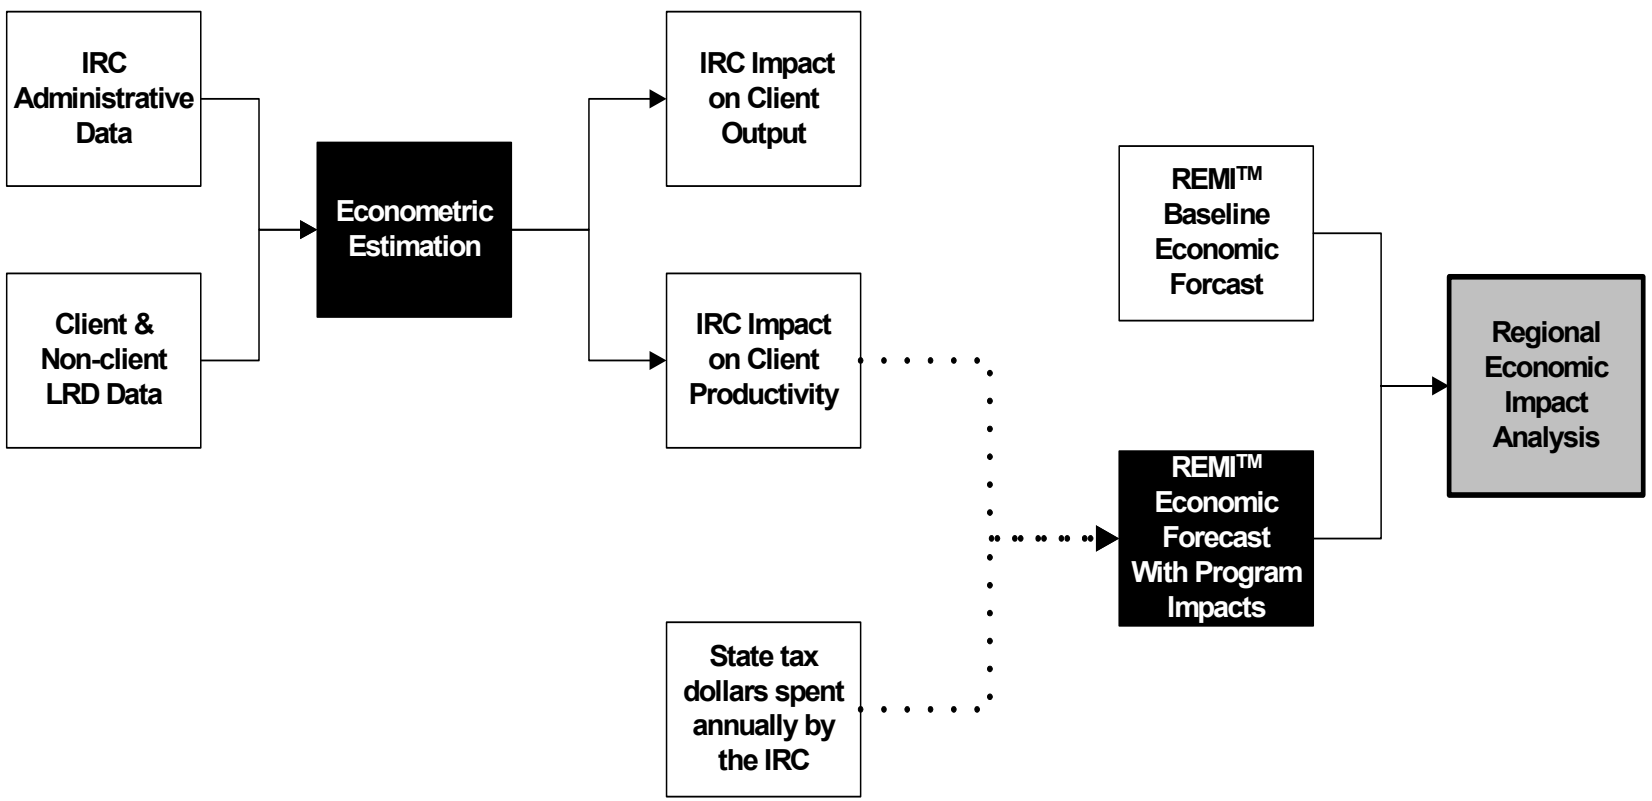 IRC
Administrative
Data
Client &
Non-client
LRD Data
Econometric
Estimation
IRC Impact
on Client
Output
IRC Impact
on Client
Productivity
State tax
dollars spent
annually by
the IRC
REMI™
Baseline
Economic
Forcast
REMI™
Economic
Forecast
With Program
Impacts
Regional
Economic
Impact
Analysis